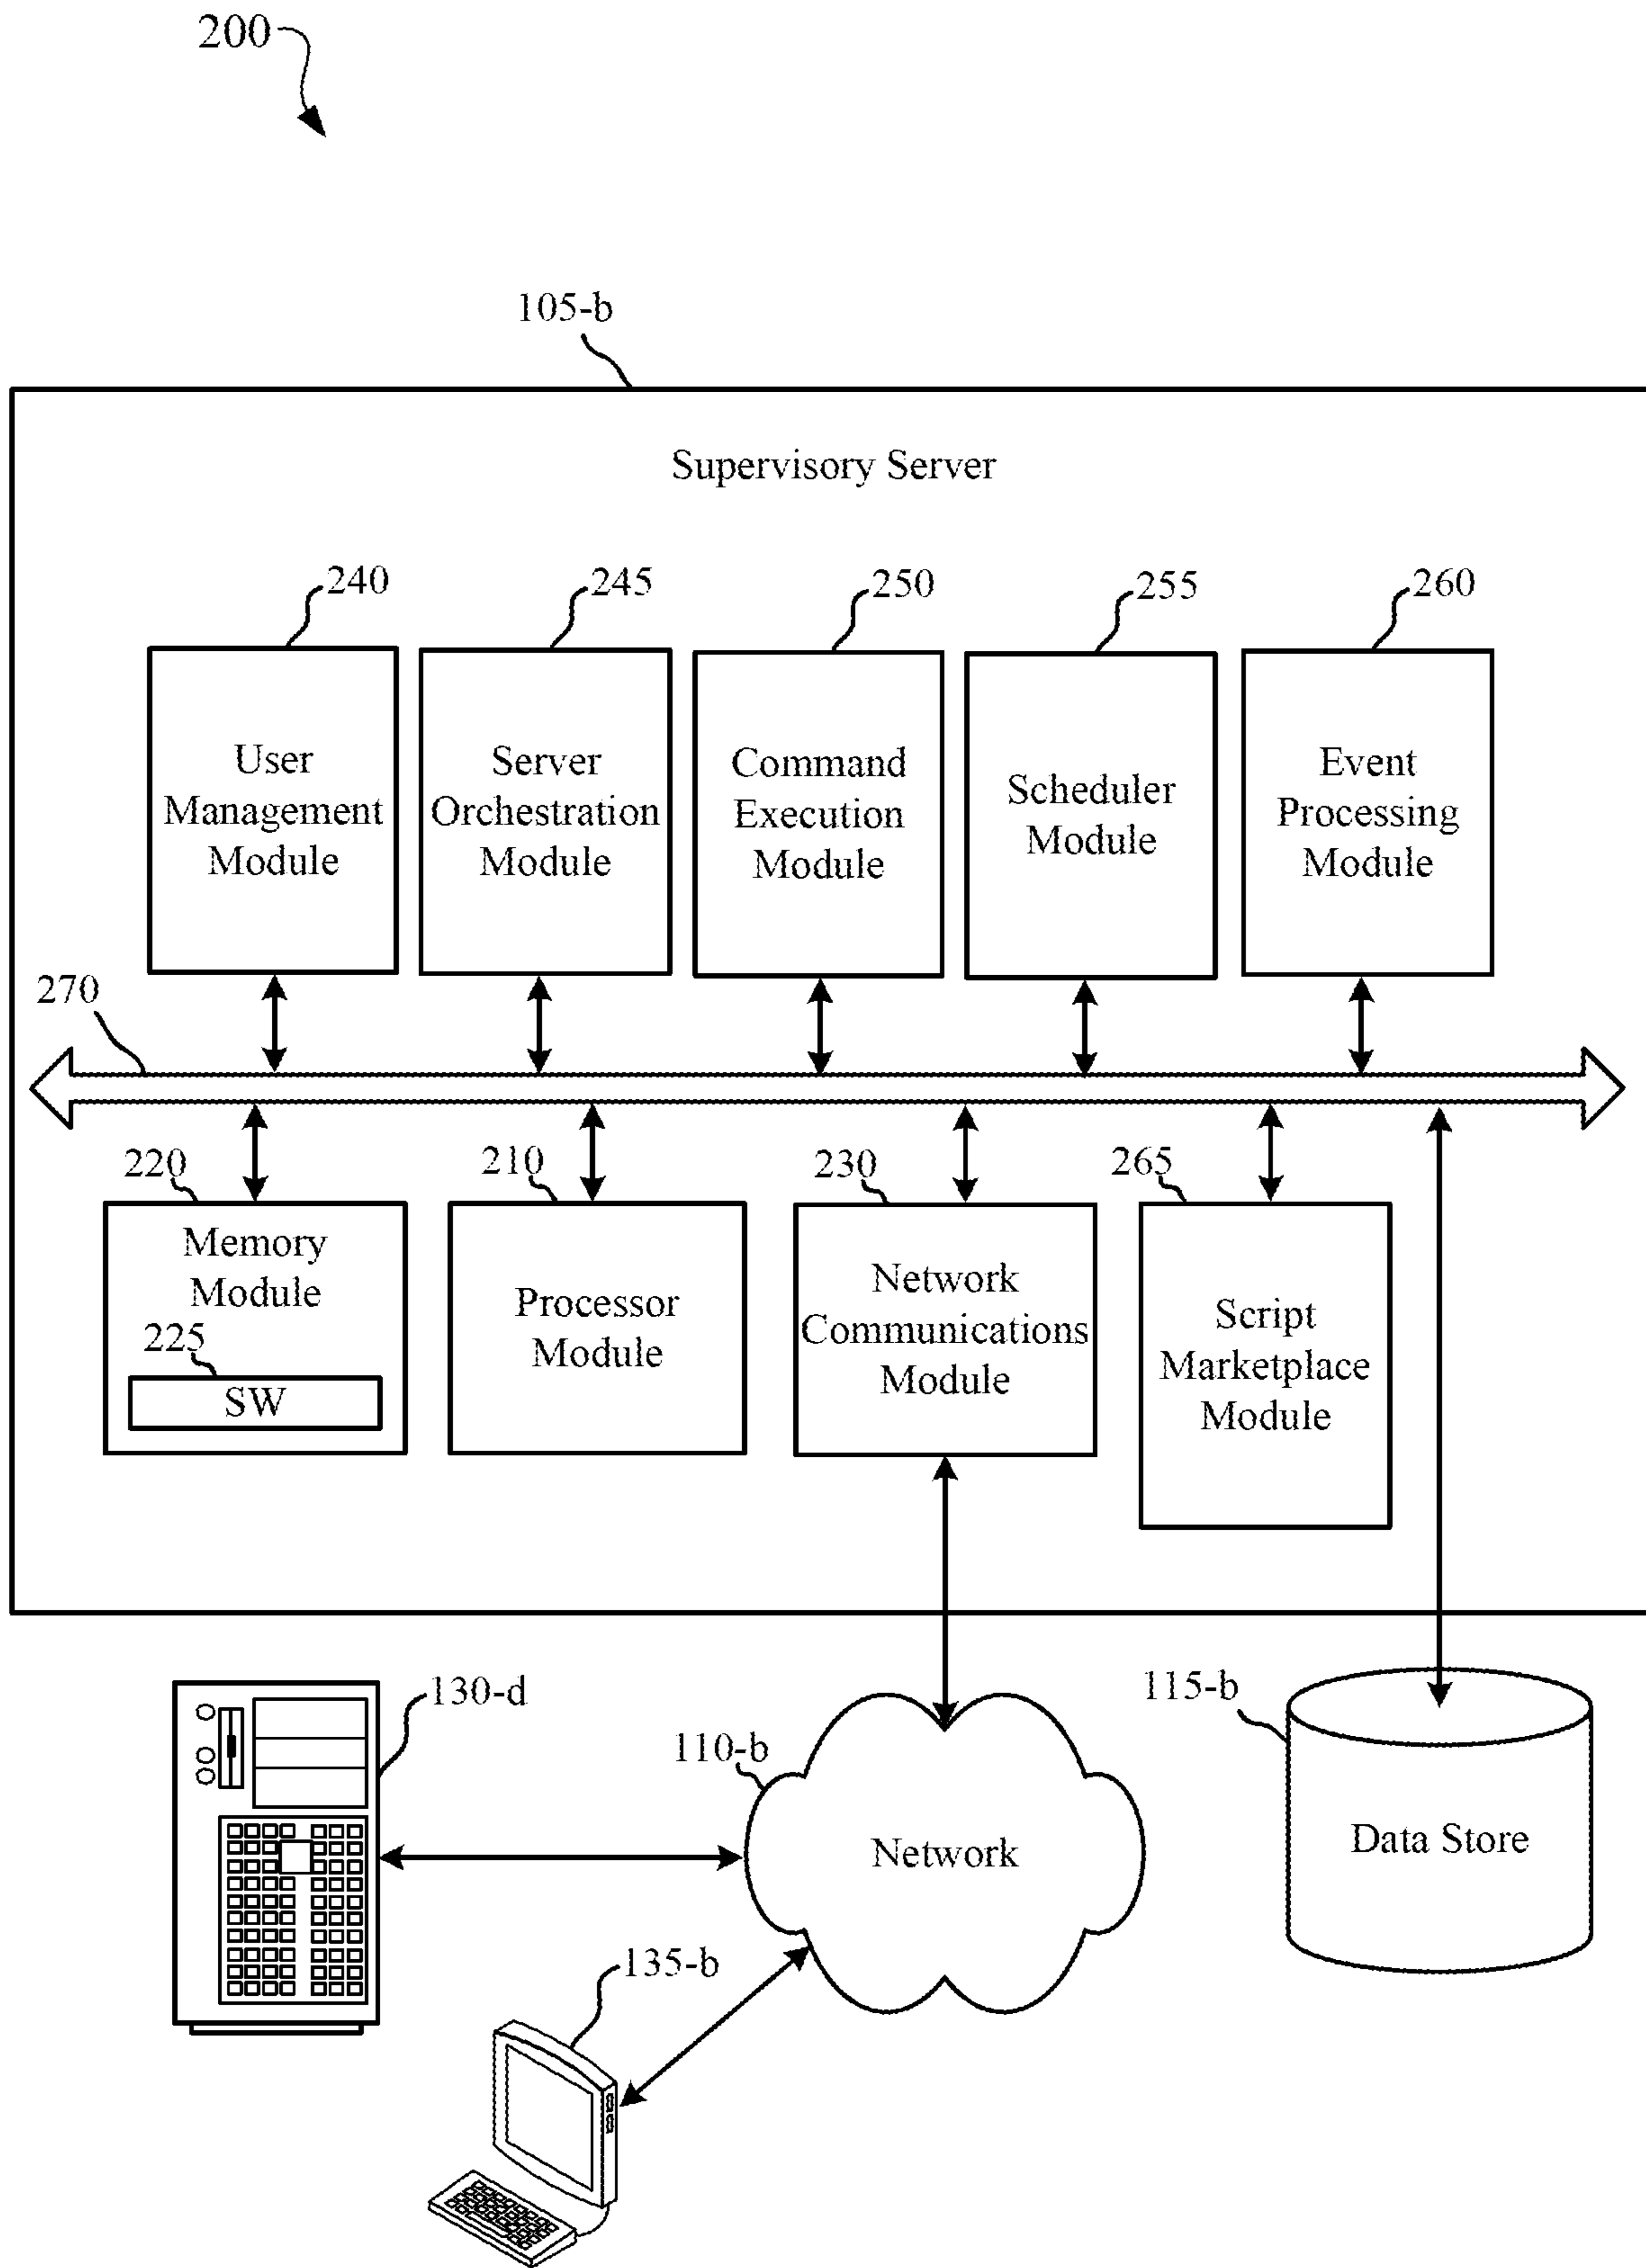 200
105-b
Supervisory Server
240
245
250
255
260
User
Management
Module
Server
Orchestration
Module
Command
Execution
Module
Scheduler
Module
Event
Processing
Module
270
220
210
230
265
Memory
Module
225
SW
Processor
Module
Network
Communications
Module
Script
Marketplace
Module
130-d
110-b
115-b
Network
Data Store
135-b